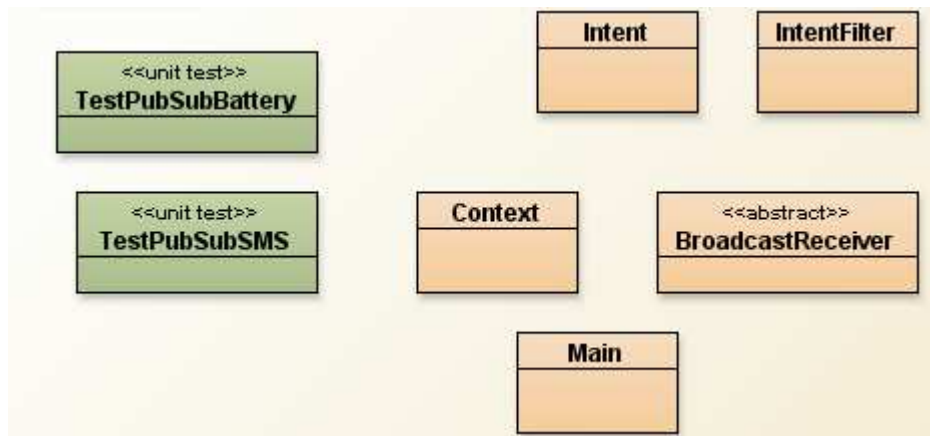 Intent
IntentFilter
<<unit test>>
TestPubSubBattery
<<unit test>>
TestPubSubSMS
Context
<<abstract>>
BroadcastReceiver
Main